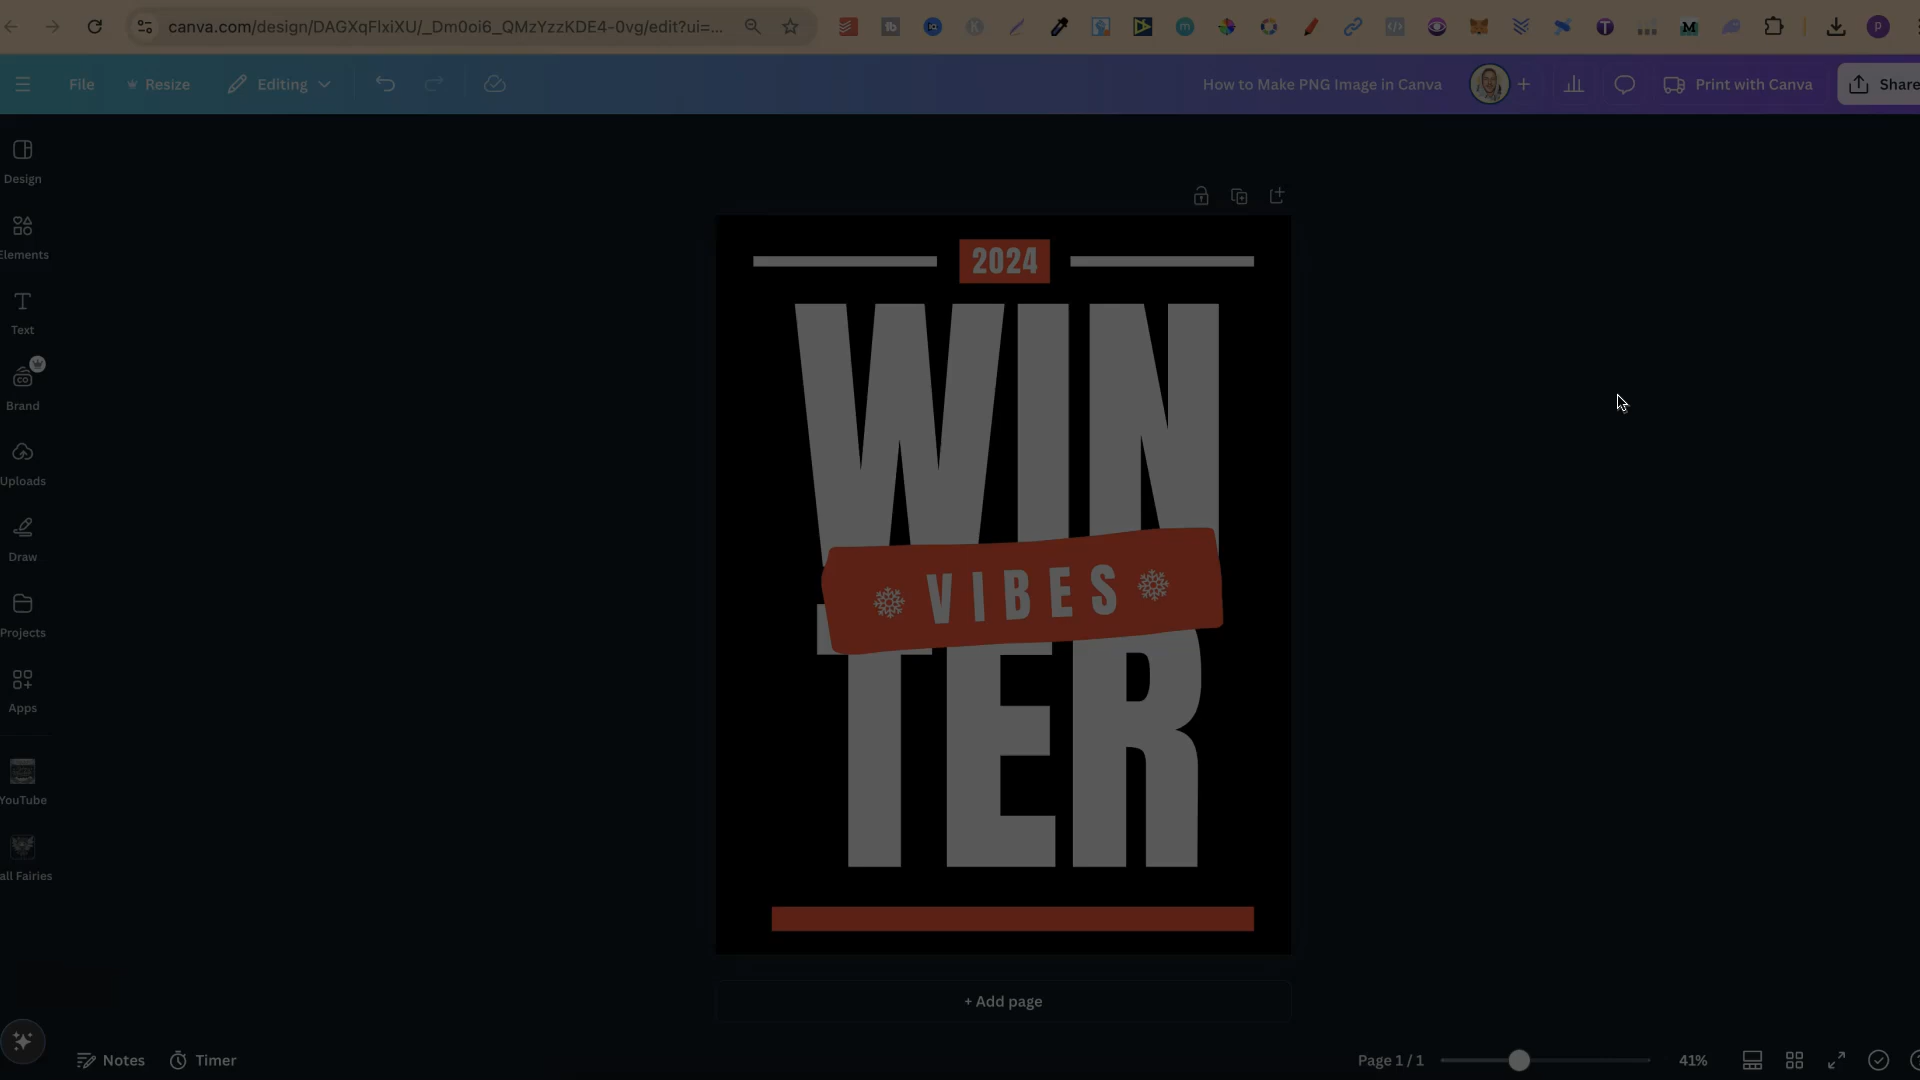 canva.com/design/DAGXqFlxiXU/_Dm0oi6_QMzYzzKDE4-0vg/edit?ui=...
File
Resize
Editing
How to Make PNG Image in Canva
Print with Canva
Share
Design
Elements
Text
Brand
Uploads
Draw
Projects
Apps
YouTube
all Fairies
2024
WIN
VIBES
TER
+ Add page
Notes
Timer
Page 1 / 1
41%